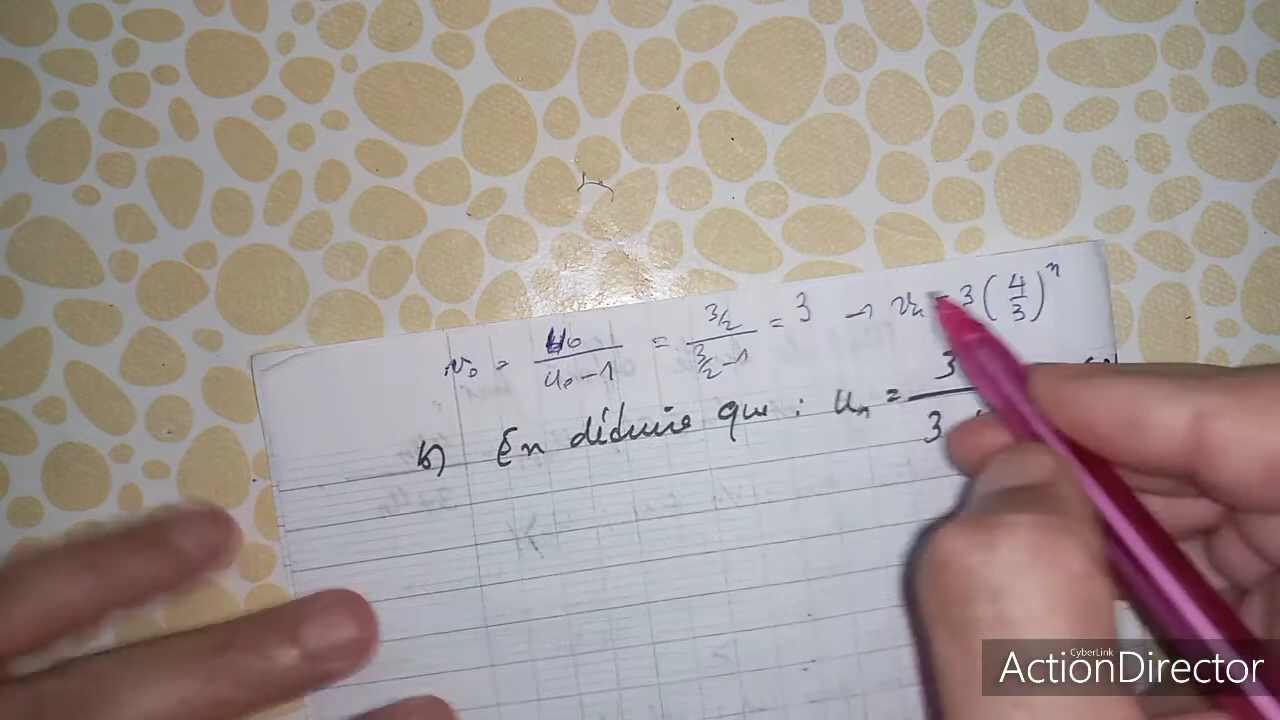 v₀ = u₀/(u₀-1) = (3/2)/(3/2-1) = 3 → vₙ = 3(4/3)ⁿ
b) En déduire que : uₙ = 3 / 3
CyberLink
ActionDirector